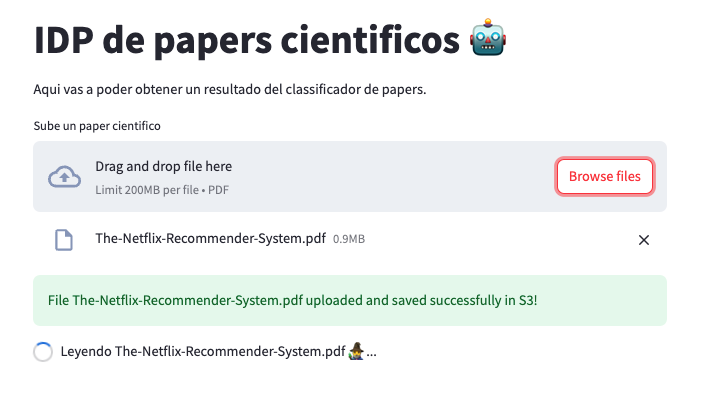 IDP de papers cientificos 🤖
Aqui vas a poder obtener un resultado del classificador de papers.
Sube un paper cientifico
Drag and drop file here
Limit 200MB per file • PDF
Browse files
The-Netflix-Recommender-System.pdf 0.9MB
File The-Netflix-Recommender-System.pdf uploaded and saved successfully in S3!
Leyendo The-Netflix-Recommender-System.pdf 🕵️...